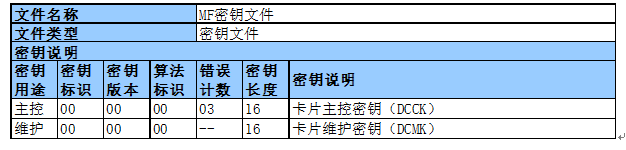 文件名称 MF密钥文件
文件类型 密钥文件
密钥说明
密钥用途 密钥标识 密钥版本 算法标识 错误计数 密钥长度 密钥说明
主控 00 00 00 03 16 卡片主控密钥（DCCK）
维护 00 00 00 -- 16 卡片维护密钥（DCMK）